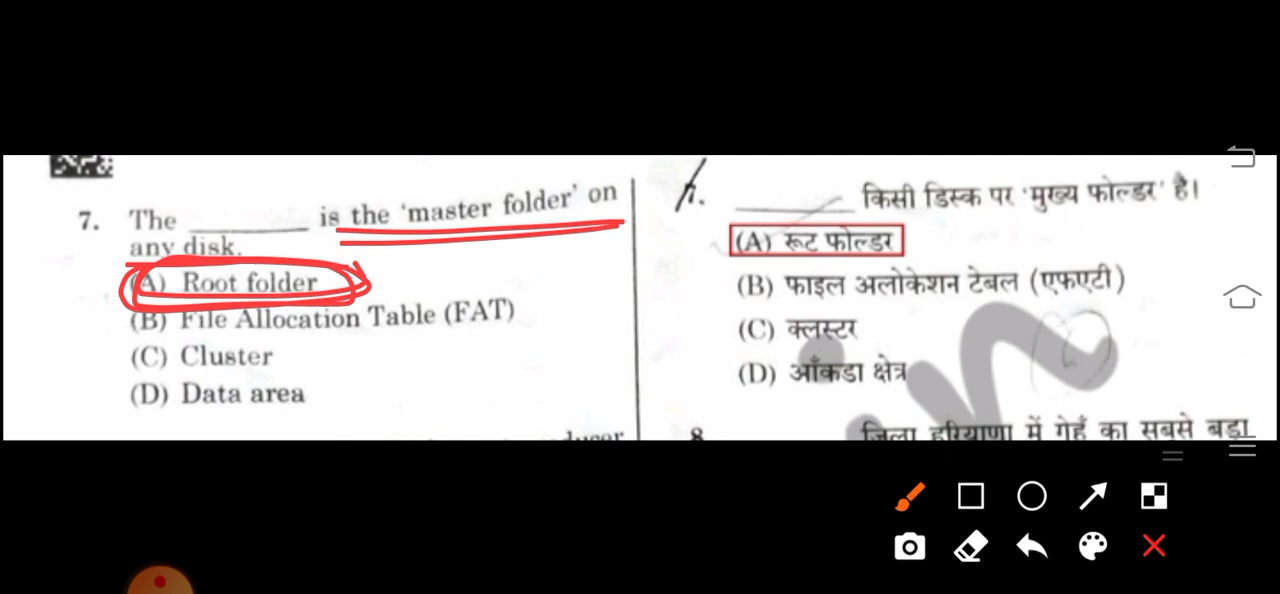 7. The ________ is the ‘master folder’ on
any disk.
(A) Root folder
(B) File Allocation Table (FAT)
(C) Cluster
(D) Data area
________ किसी डिस्क पर ‘मुख्य फोल्डर’ है।
(A) रूट फोल्डर
(B) फाइल अलोकेशन टेबल (एफएटी)
(C) क्लस्टर
(D) आँकडा क्षेत्र
8 जिला हरियाणा में गेहूँ का सबसे बड़ा